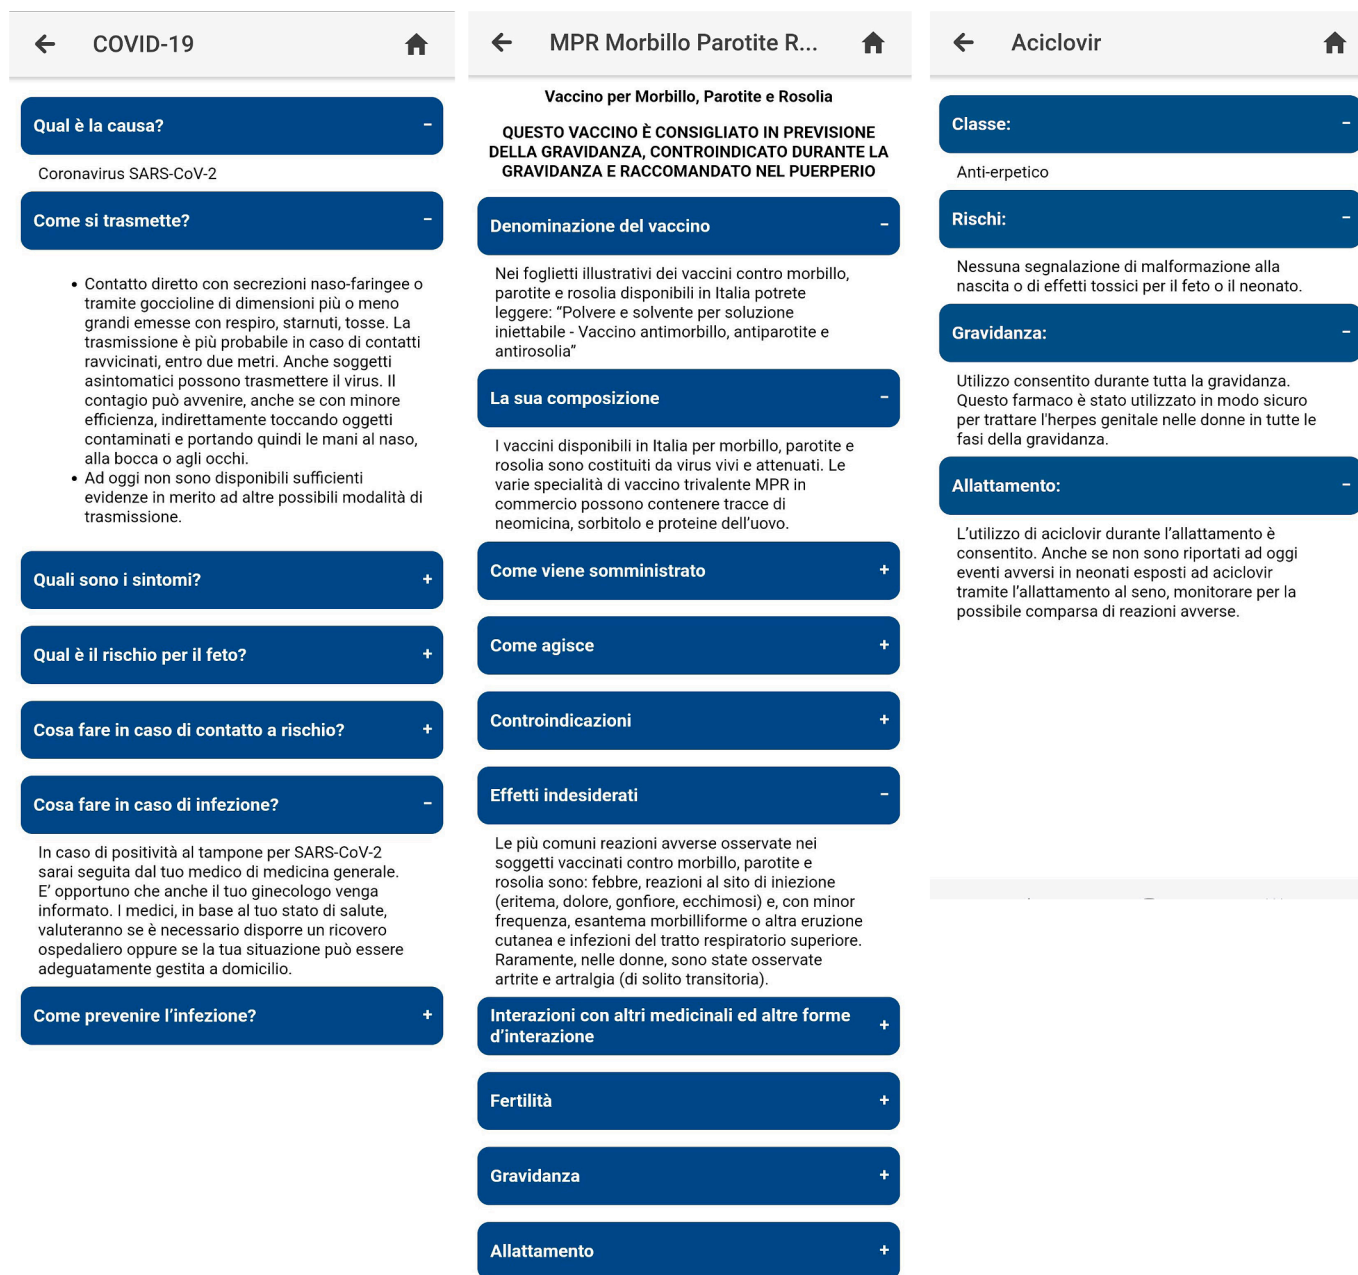 COVID-19
Qual è la causa?
Coronavirus SARS-CoV-2
Come si trasmette?
• Contatto diretto con secrezioni naso-faringee o
tramite goccioline di dimensioni più o meno
grandi emesse con respiro, starnuti, tosse. La
trasmissione è più probabile in caso di contatti
ravvicinati, entro due metri. Anche soggetti
asintomatici possono trasmettere il virus. Il
contagio può avvenire, anche se con minore
efficienza, indirettamente toccando oggetti
contaminati e portando quindi le mani al naso,
alla bocca o agli occhi.
• Ad oggi non sono disponibili sufficienti
evidenze in merito ad altre possibili modalità di
trasmissione.
Quali sono i sintomi?
Qual è il rischio per il feto?
Cosa fare in caso di contatto a rischio?
Cosa fare in caso di infezione?
In caso di positività al tampone per SARS-CoV-2
sarai seguita dal tuo medico di medicina generale.
E’ opportuno che anche il tuo ginecologo venga
informato. I medici, in base al tuo stato di salute,
valuteranno se è necessario disporre un ricovero
ospedaliero oppure se la tua situazione può essere
adeguatamente gestita a domicilio.
Come prevenire l’infezione?
MPR Morbillo Parotite R...
Vaccino per Morbillo, Parotite e Rosolia
QUESTO VACCINO È CONSIGLIATO IN PREVISIONE
DELLA GRAVIDANZA, CONTROINDICATO DURANTE LA
GRAVIDANZA E RACCOMANDATO NEL PUERPERIO
Denominazione del vaccino
Nei foglietti illustrativi dei vaccini contro morbillo,
parotite e rosolia disponibili in Italia potrete
leggere: “Polvere e solvente per soluzione
iniettabile - Vaccino antimorbillo, antiparotite e
antirosolia”
La sua composizione
I vaccini disponibili in Italia per morbillo, parotite e
rosolia sono costituiti da virus vivi e attenuati. Le
varie specialità di vaccino trivalente MPR in
commercio possono contenere tracce di
neomicina, sorbitolo e proteine dell’uovo.
Come viene somministrato
Come agisce
Controindicazioni
Effetti indesiderati
Le più comuni reazioni avverse osservate nei
soggetti vaccinati contro morbillo, parotite e
rosolia sono: febbre, reazioni al sito di iniezione
(eritema, dolore, gonfiore, ecchimosi) e, con minor
frequenza, esantema morbilliforme o altra eruzione
cutanea e infezioni del tratto respiratorio superiore.
Raramente, nelle donne, sono state osservate
artrite e artralgia (di solito transitoria).
Interazioni con altri medicinali ed altre forme
d’interazione
Fertilità
Gravidanza
Allattamento
Aciclovir
Classe:
Anti-erpetico
Rischi:
Nessuna segnalazione di malformazione alla
nascita o di effetti tossici per il feto o il neonato.
Gravidanza:
Utilizzo consentito durante tutta la gravidanza.
Questo farmaco è stato utilizzato in modo sicuro
per trattare l'herpes genitale nelle donne in tutte le
fasi della gravidanza.
Allattamento:
L’utilizzo di aciclovir durante l’allattamento è
consentito. Anche se non sono riportati ad oggi
eventi avversi in neonati esposti ad aciclovir
tramite l’allattamento al seno, monitorare per la
possibile comparsa di reazioni avverse.